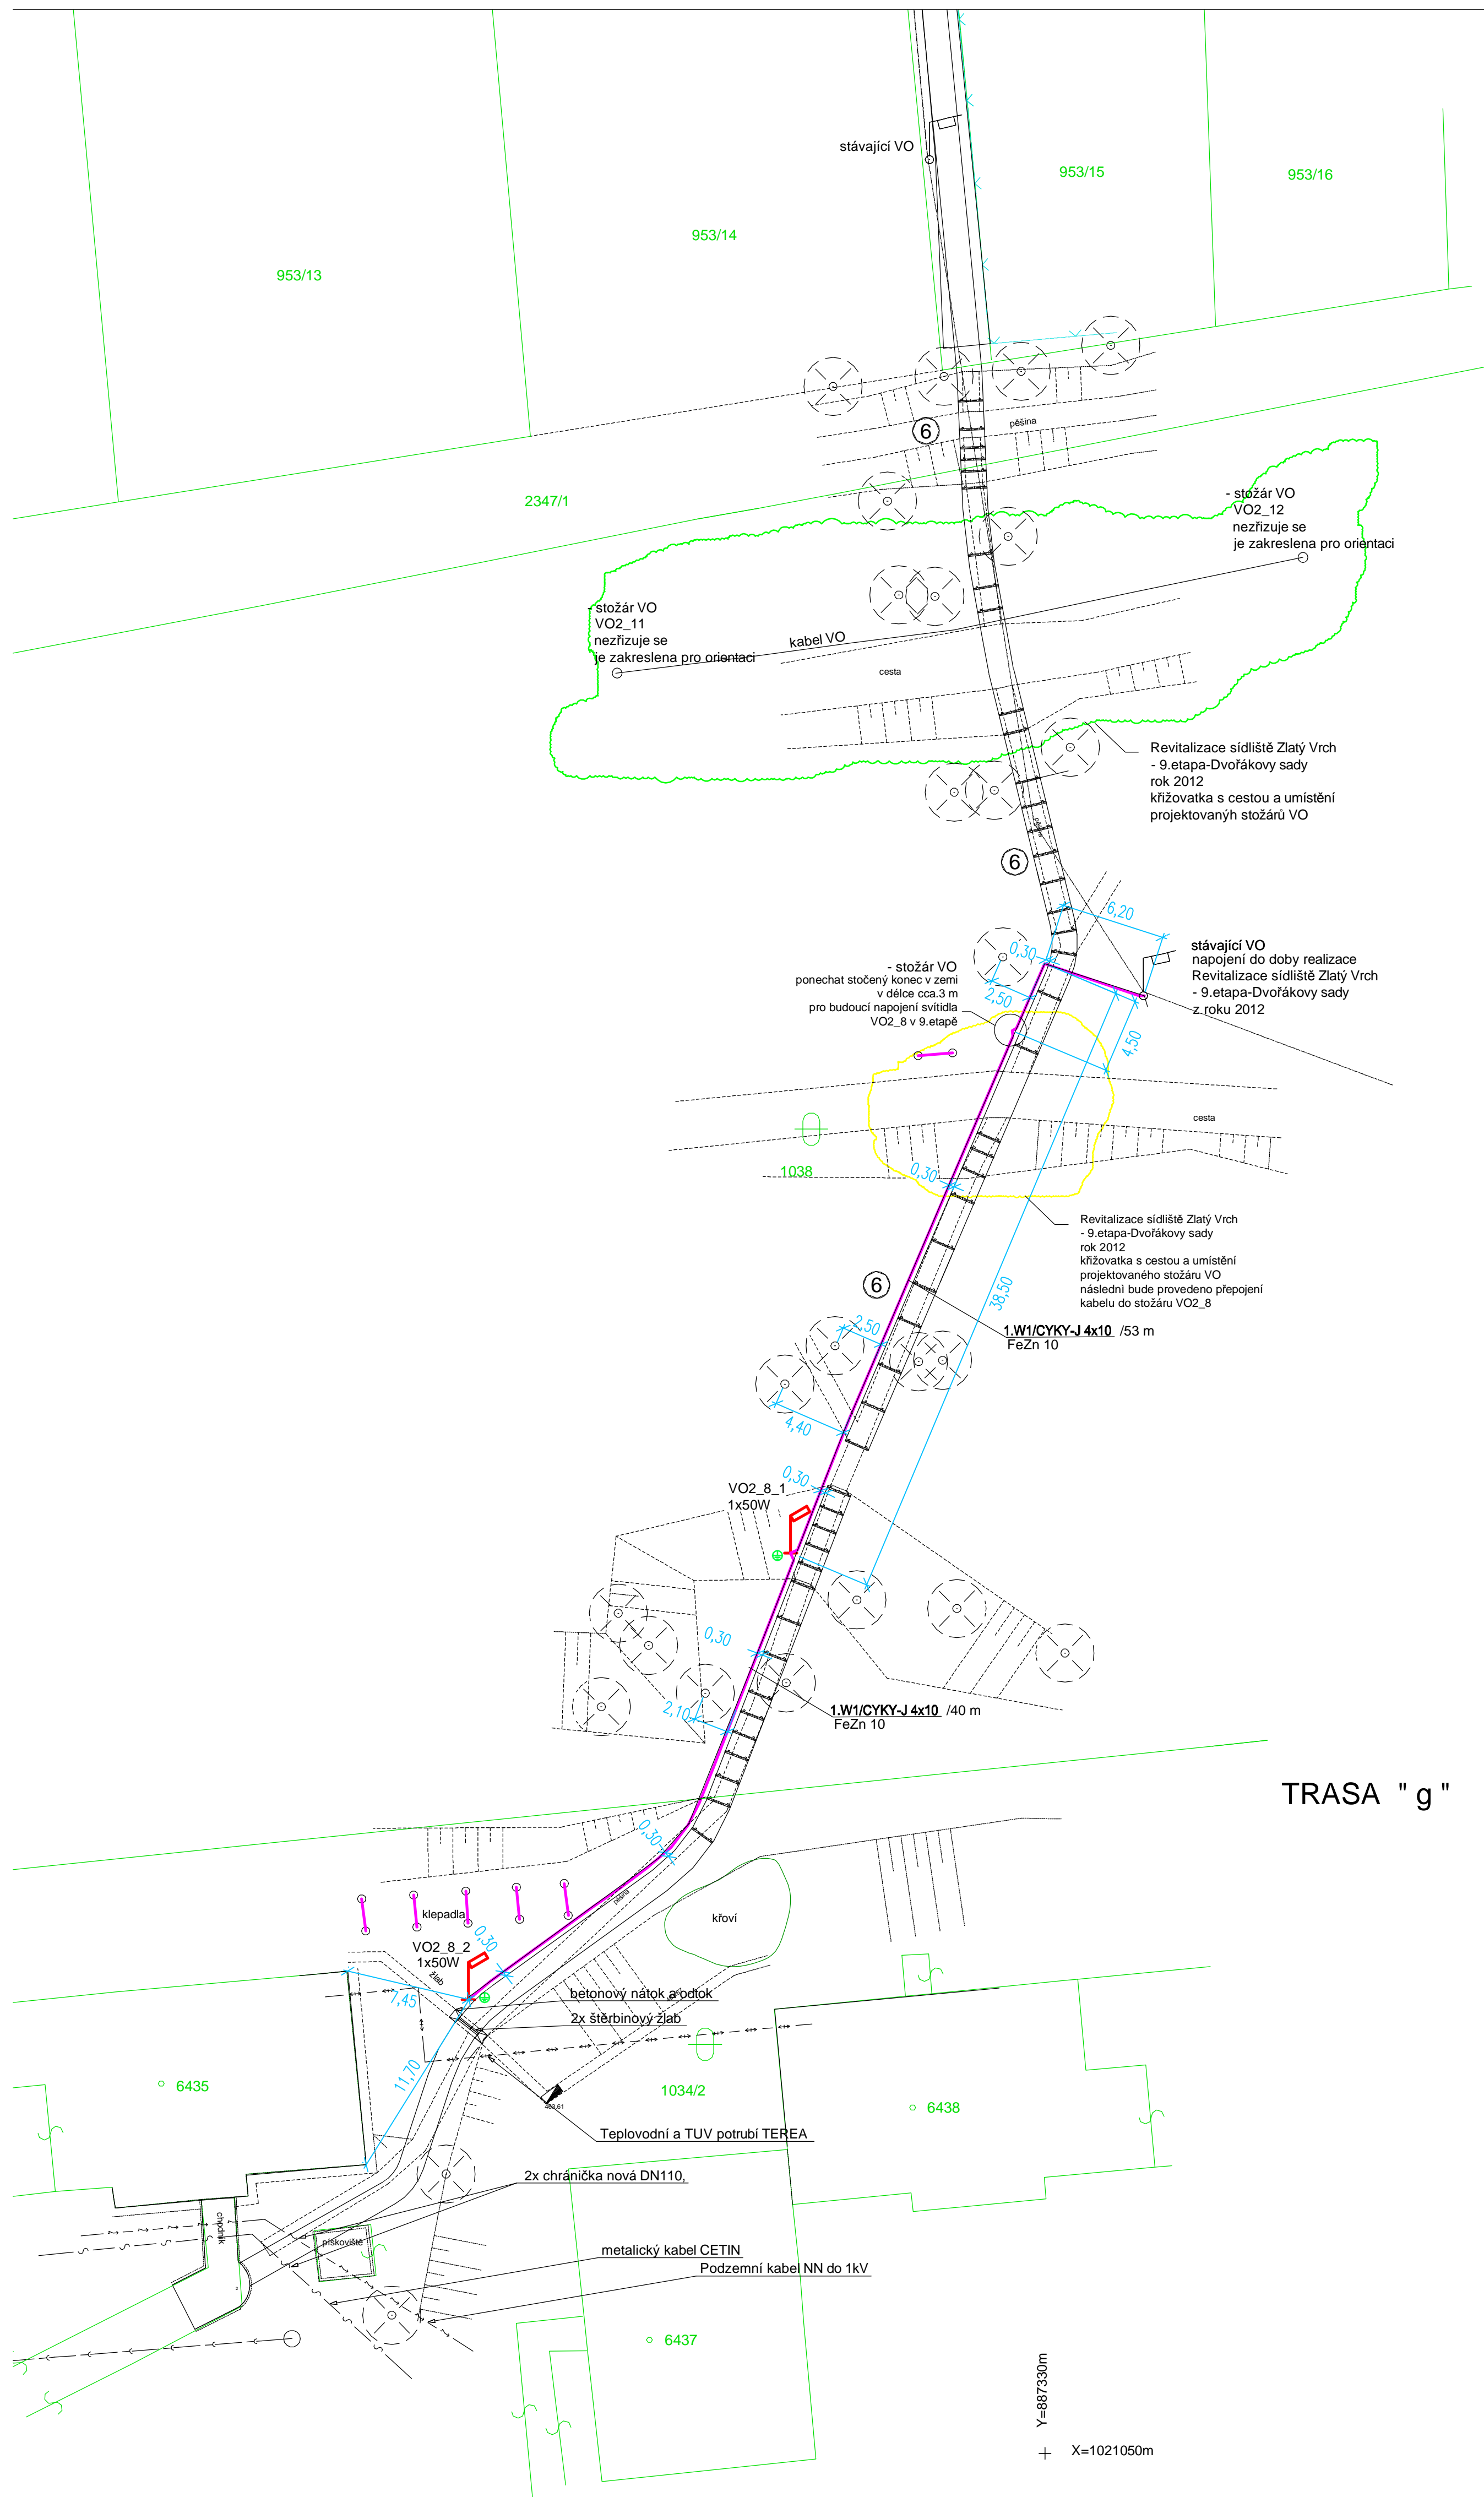 stávající VO
953/15
953/16
953/14
953/13
6
pěšina
2347/1
- stožár VO
VO2_12
nezřizuje se
je zakreslena pro orientaci
- stožár VO
VO2_11
nezřizuje se
je zakreslena pro orientaci
kabel VO
cesta
Revitalizace sídliště Zlatý Vrch
- 9.etapa-Dvořákovy sady
rok 2012
křižovatka s cestou a umístění
projektovanýh stožárů VO
pěšina
6
6,20
0,30
2,50
4,50
stávající VO
napojení do doby realizace
Revitalizace sídliště Zlatý Vrch
- 9.etapa-Dvořákovy sady
z roku 2012
- stožár VO
ponechat stočený konec v zemi
v délce cca.3 m
pro budoucí napojení svítidla
VO2_8 v 9.etapě
cesta
1038
0,30
Revitalizace sídliště Zlatý Vrch
- 9.etapa-Dvořákovy sady
rok 2012
křižovatka s cestou a umístění
projektovaného stožáru VO
následnì bude provedeno přepojení
kabelu do stožáru VO2_8
6
38,50
2,50
1.W1/CYKY-J 4x10 /53 m
FeZn 10
4,40
0,30
VO2_8_1
1x50W
0,30
2,10
1.W1/CYKY-J 4x10 /40 m
FeZn 10
TRASA " g "
0,30
pěšina
klepadla
křoví
0,30
VO2_8_2
1x50W
žlab
7,45
betonový nátok a odtok
2x štěrbinový žlab
11,70
6435
1034/2
6438
463,61
Teplovodní a TUV potrubí TEREA
2x chránička nová DN110,
chodník
pískoviště
metalický kabel CETIN
Podzemní kabel NN do 1kV
6437
Y=887330m
X=1021050m